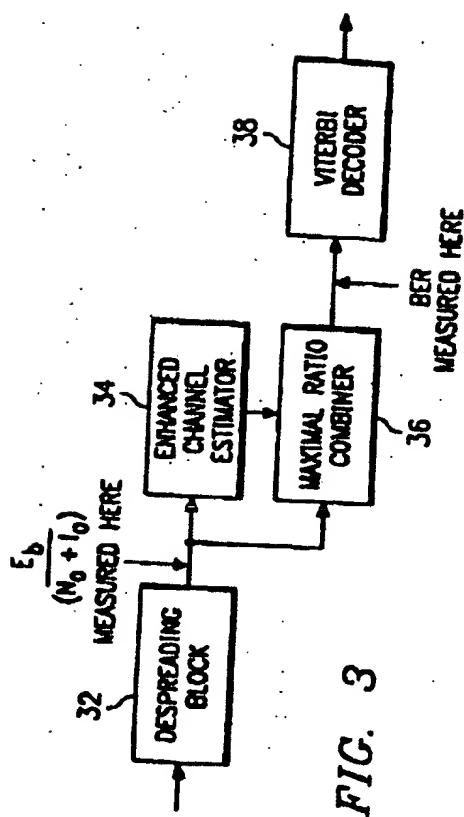 E_b
(N_0 + I_0)
MEASURED HERE
32
DESPREADING
BLOCK
34
ENHANCED
CHANNEL
ESTIMATOR
MAXIMAL RATIO
COMBINER
36
38
VITERBI
DECODER
BER
MEASURED HERE
FIG. 3